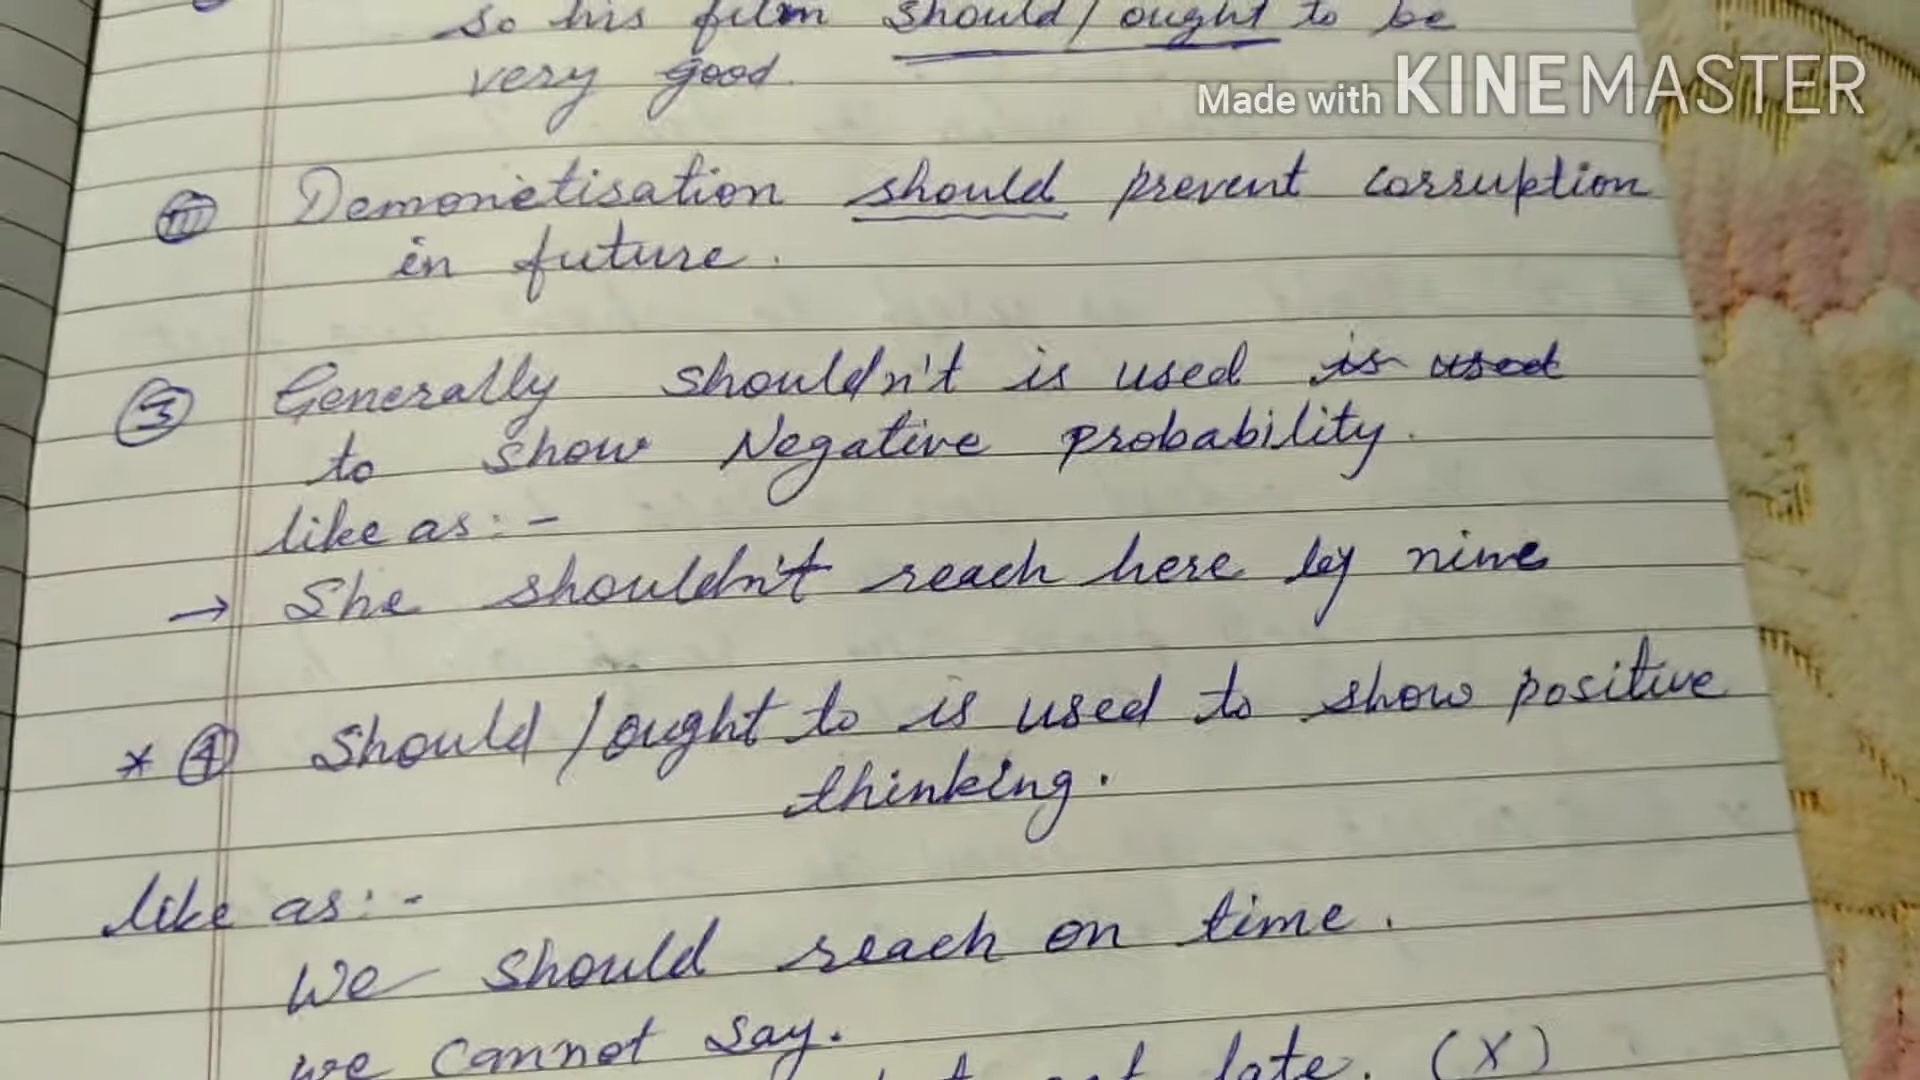 so his film should/ought to be
very good.
Made with KINEMASTER
(iii) Demonetisation should prevent corruption
in future.
(3) Generally shouldn't is used is used
to show Negative probability.
like as:-
→ She shouldn't reach here by nine
* (4) Should/ought to is used to show positive
thinking.
like as:-
We should reach on time.
we cannot say.
late. (X)